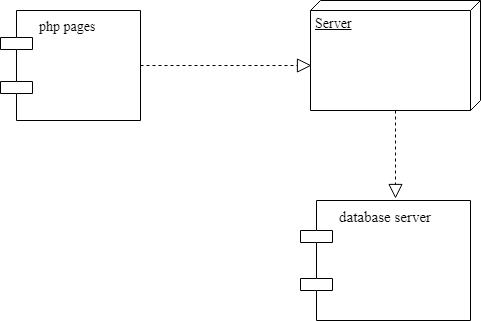 php pages
Server
database server